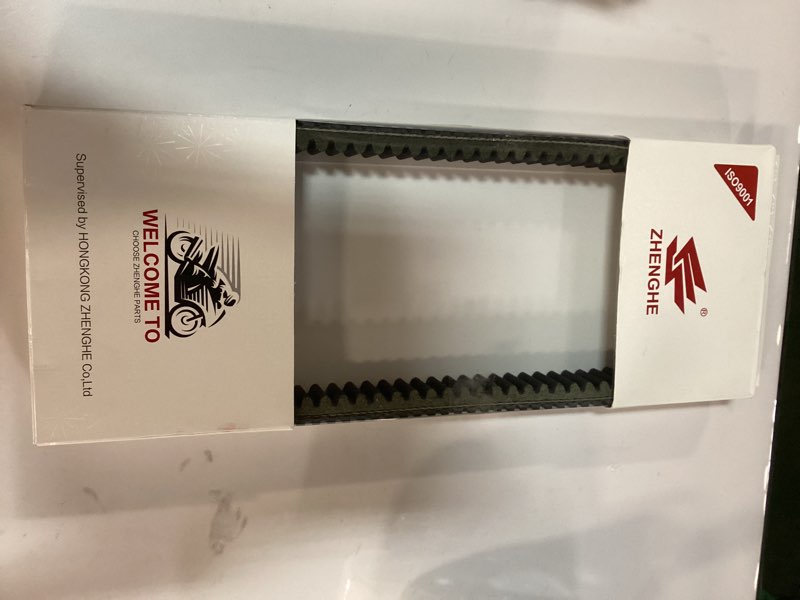 ISO9001
®
ZHENGHE
WELCOME TO
CHOOSE ZHENGHE PARTS
Supervised by HONGKONG ZHENGHE Co,Ltd